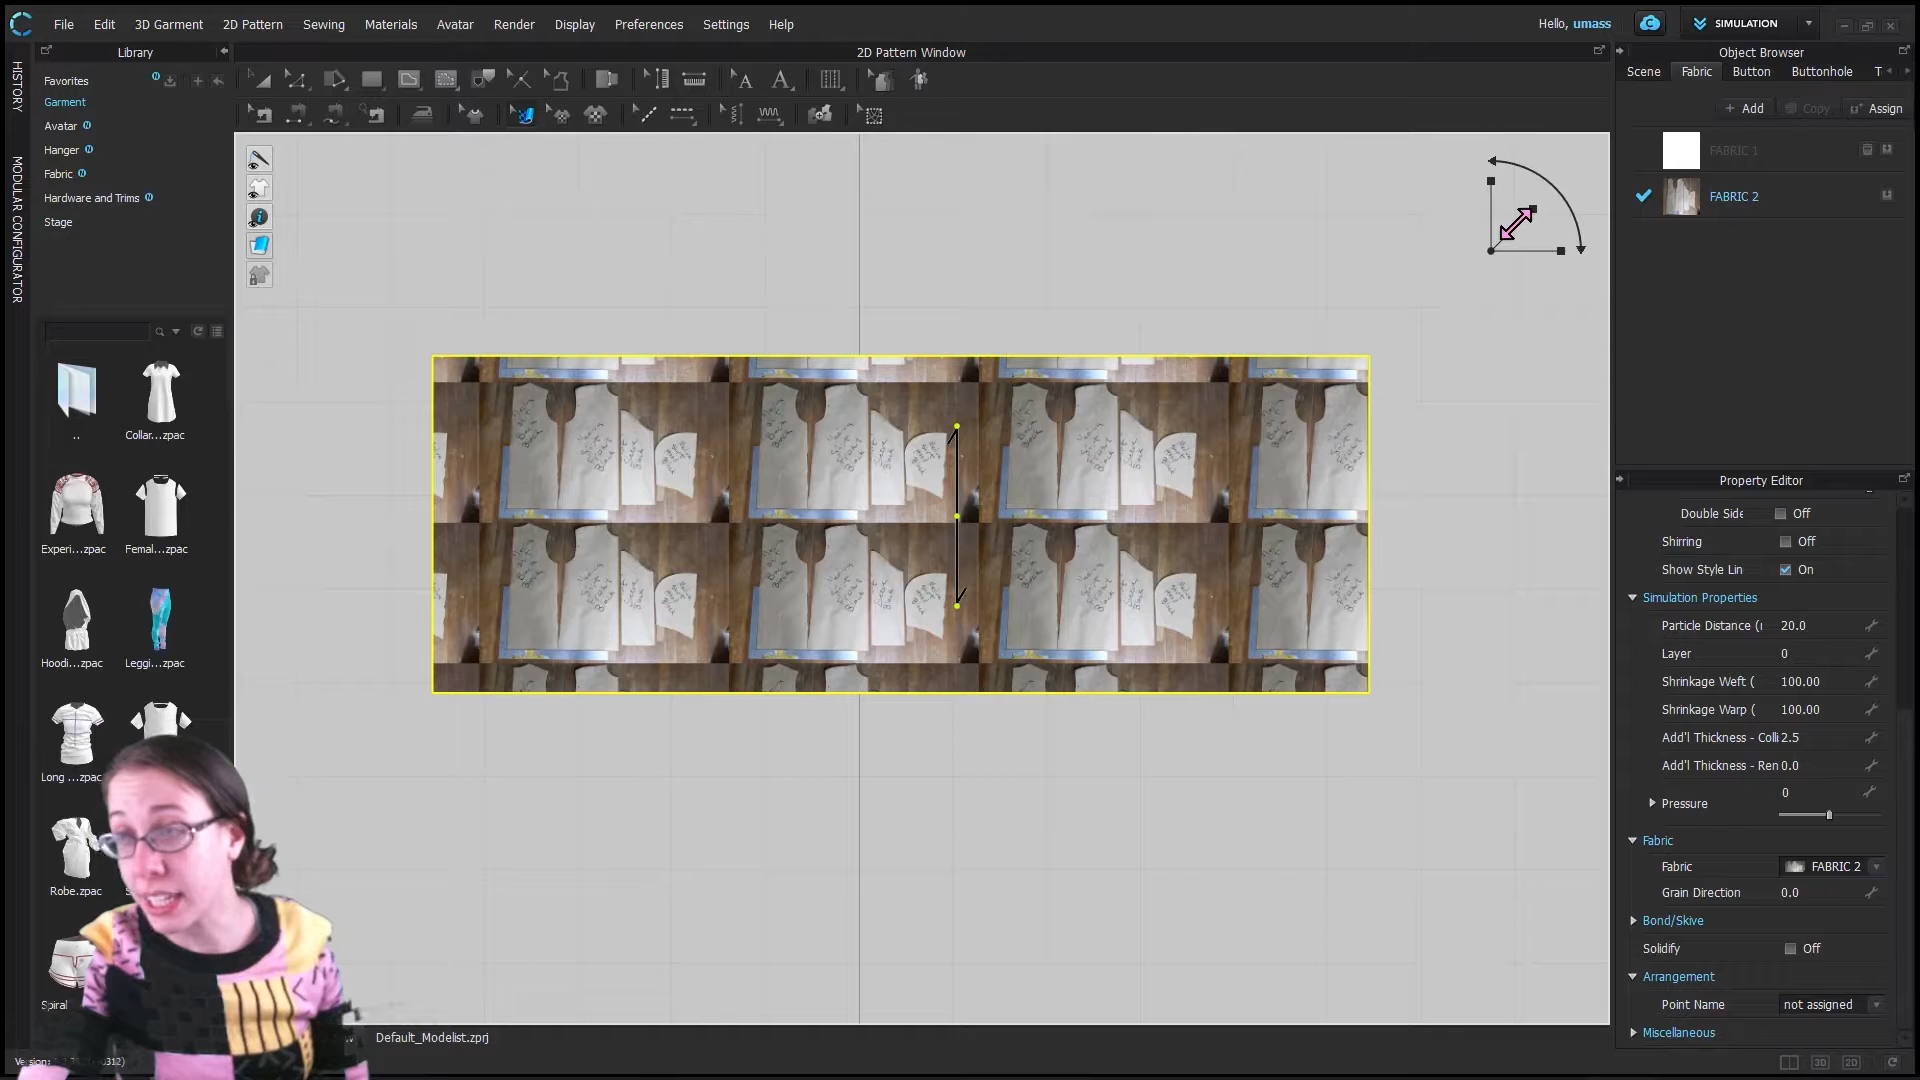 File Edit 3D Garment 2D Pattern Sewing Materials Avatar Render Display Preferences Settings Help
Hello, umass
SIMULATION
HISTORY
MODULAR CONFIGURATOR
Library
Favorites
Garment
Avatar
Hanger
Fabric
Hardware and Trims
Stage
..
Collar...zpac
Experi...zpac
Femal...zpac
Hoodi...zpac
Leggi...zpac
Long ...zpac
Robe.zpac
Spiral
Version:
2D Pattern Window
Default_Modelist.zprj
Object Browser
Scene Fabric Button Buttonhole T
+ Add Copy Assign
FABRIC 1
FABRIC 2
Property Editor
Double Side Off
Shirring Off
Show Style Lin On
Simulation Properties
Particle Distance (r 20.0
Layer 0
Shrinkage Weft ( 100.00
Shrinkage Warp ( 100.00
Add'l Thickness - Colli 2.5
Add'l Thickness - Ren 0.0
Pressure 0
Fabric
Fabric FABRIC 2
Grain Direction 0.0
Bond/Skive
Solidify Off
Arrangement
Point Name not assigned
Miscellaneous
3D 2D